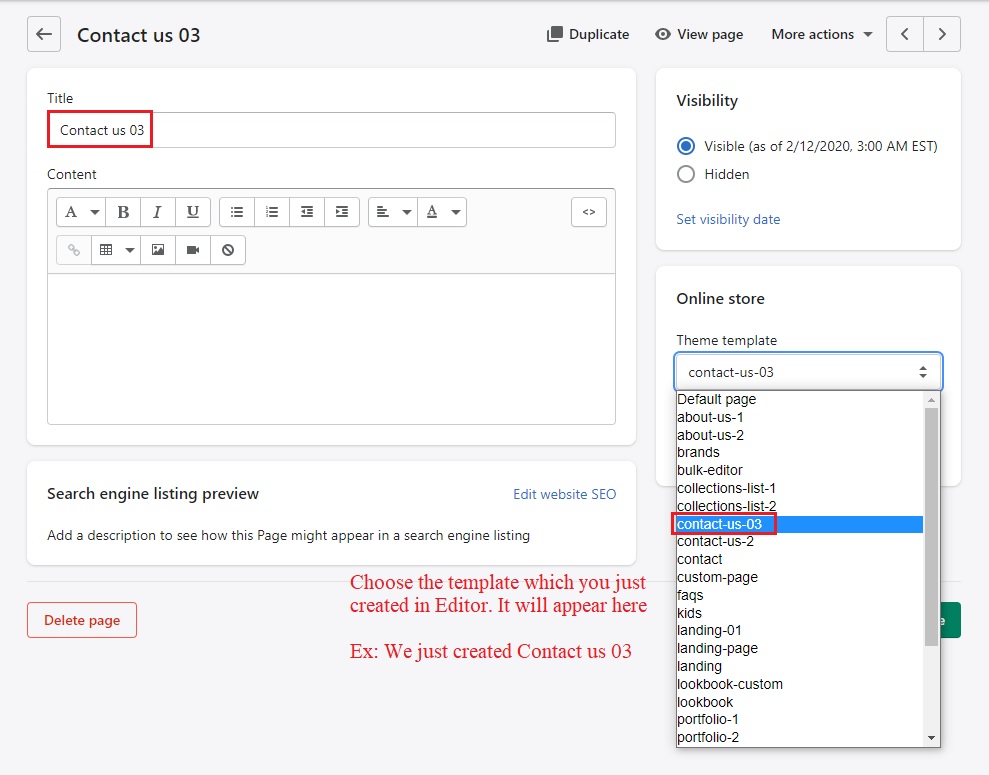 Contact us 03
Duplicate
View page
More actions
Title
Contact us 03
Content
A
B
I
U
A
<>
Visibility
Visible (as of 2/12/2020, 3:00 AM EST)
Hidden
Set visibility date
Online store
Theme template
contact-us-03
Default page
about-us-1
about-us-2
brands
bulk-editor
collections-list-1
collections-list-2
contact-us-03
contact-us-2
contact
custom-page
faqs
kids
landing-01
landing-page
landing
lookbook-custom
lookbook
portfolio-1
portfolio-2
Search engine listing preview
Edit website SEO
Add a description to see how this Page might appear in a search engine listing
Choose the template which you just
created in Editor. It will appear here
Ex: We just created Contact us 03
Delete page